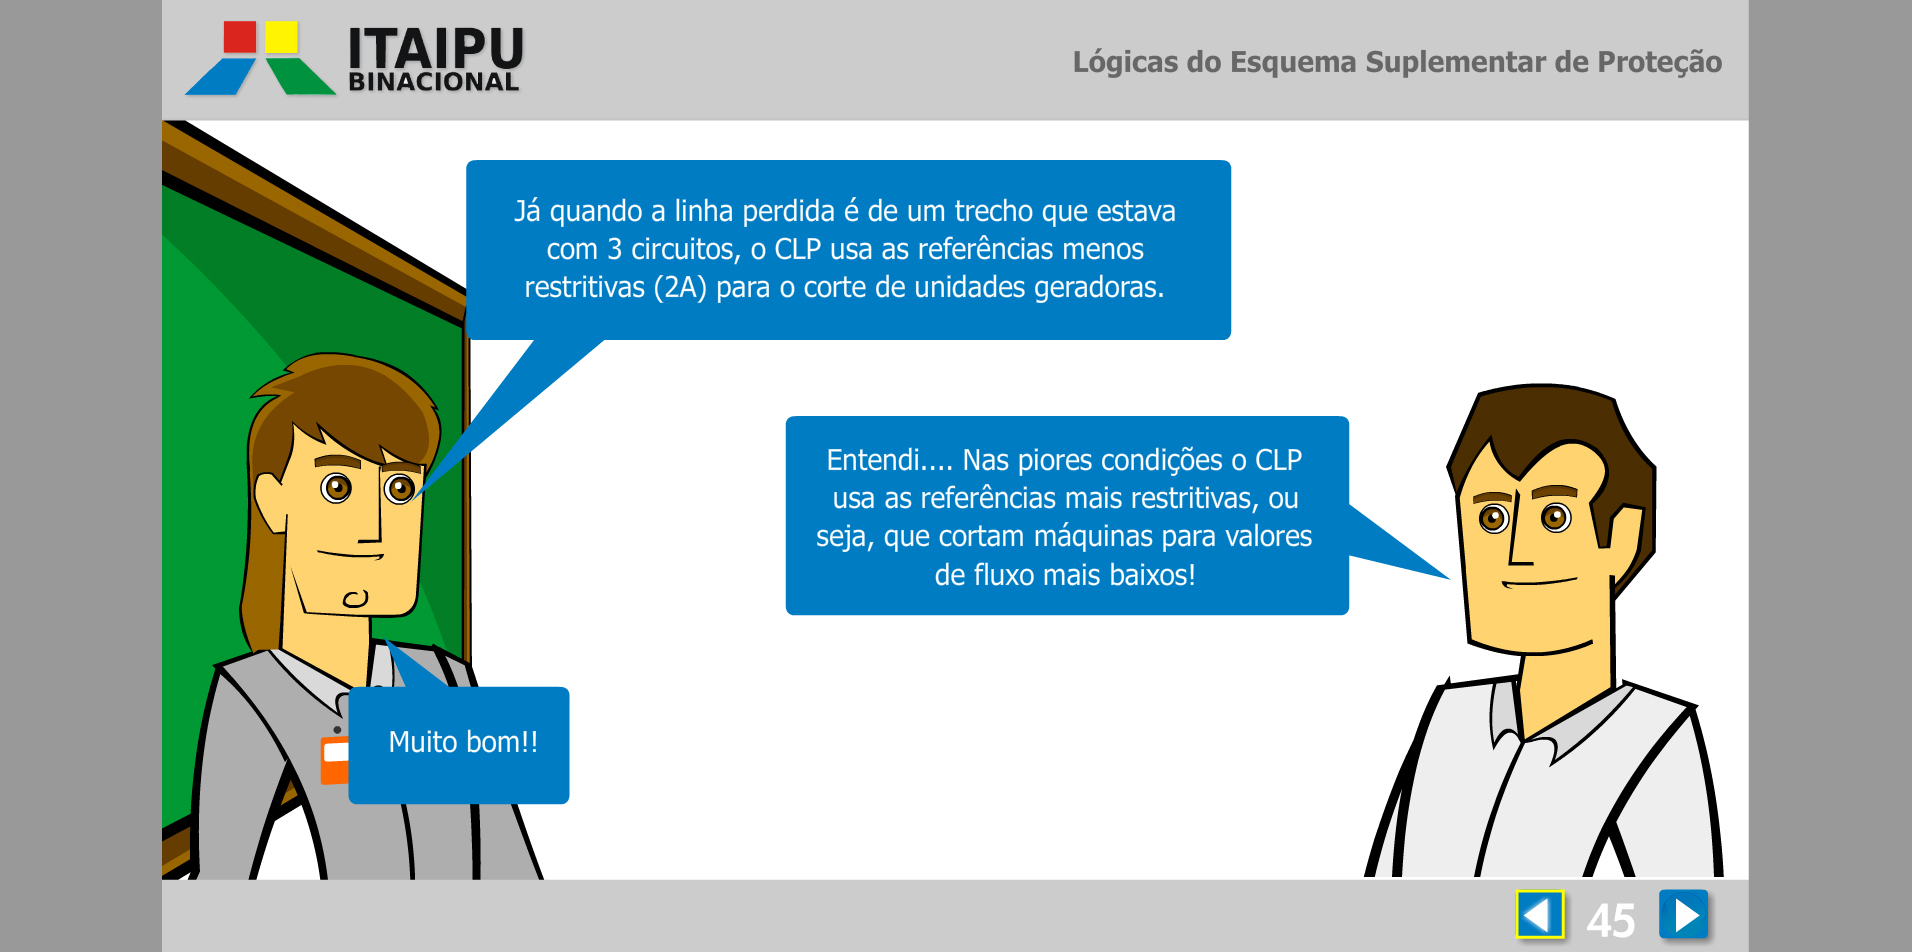 ITAIPU
BINACIONAL
Lógicas do Esquema Suplementar de Proteção
Já quando a linha perdida é de um trecho que estava
com 3 circuitos, o CLP usa as referências menos
restritivas (2A) para o corte de unidades geradoras.
Entendi.... Nas piores condições o CLP
usa as referências mais restritivas, ou
seja, que cortam máquinas para valores
de fluxo mais baixos!
Muito bom!!
45